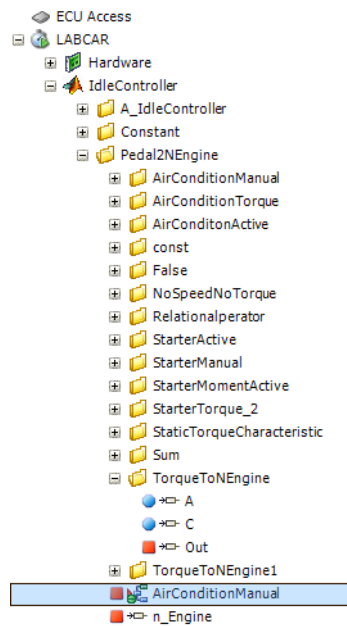 ECU Access
LABCAR
Hardware
IdleController
A_IdleController
Constant
Pedal2NEngine
AirConditionManual
AirConditionTorque
AirConditonActive
const
False
NoSpeedNoTorque
Relationalperator
StarterActive
StarterManual
StarterMomentActive
StarterTorque_2
StaticTorqueCharacteristic
Sum
TorqueToNEngine
A
C
Out
TorqueToNEngine1
AirConditionManual
n_Engine